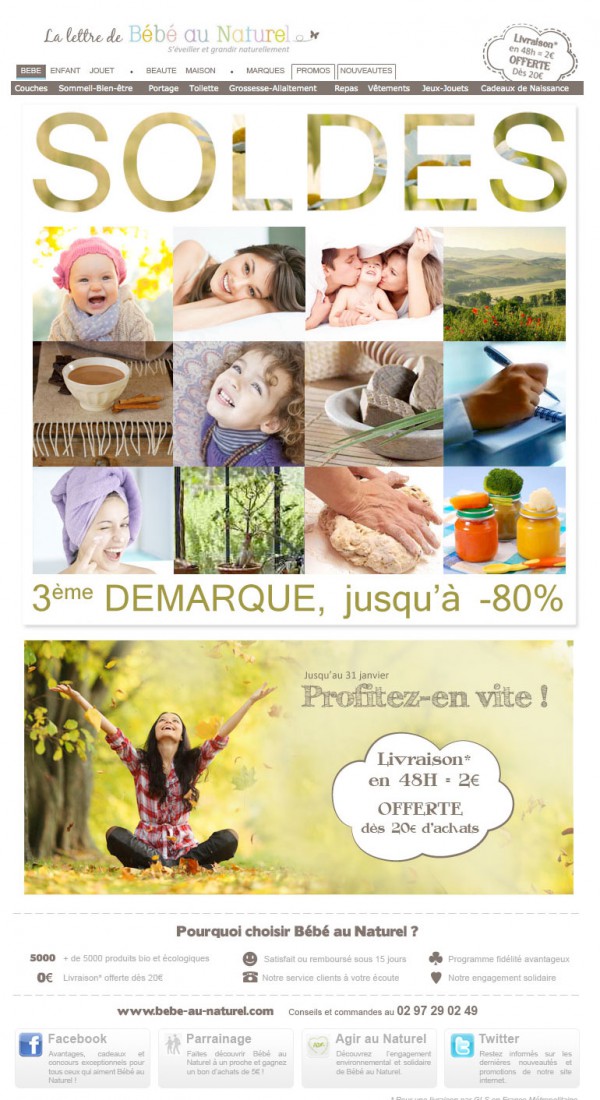 La lettre de Bébé au Naturel
S'éveiller et grandir naturellement
Livraison*
en 48h = 2€
OFFERTE
Dès 20€
BEBE ENFANT JOUET • BEAUTE MAISON • MARQUES PROMOS NOUVEAUTES
Couches Sommeil-Bien-être Portage Toilette Grossesse-Allaitement Repas Vêtements Jeux-Jouets Cadeaux de Naissance
SOLDES
3ème DEMARQUE, jusqu'à -80%
Jusqu'au 31 janvier
Profitez-en vite !
Livraison*
en 48H = 2€
OFFERTE
dès 20€ d'achats
Pourquoi choisir Bébé au Naturel ?
5000 + de 5000 produits bio et écologiques
Satisfait ou remboursé sous 15 jours
Programme fidélité avantageux
0€ Livraison* offerte dès 20€
Notre service clients à votre écoute
Notre engagement solidaire
www.bebe-au-naturel.com Conseils et commandes au 02 97 29 02 49
Facebook
Avantages, cadeaux et
concours exceptionnels pour
tous ceux qui aiment Bébé au
Naturel !
Parrainage
Faites découvrir Bébé au
Naturel à un proche et gagnez
un bon d'achats de 5€ !
Agir au Naturel
Découvrez l'engagement
environnemental et solidaire
de Bébé au Naturel.
Twitter
Restez informés sur les
dernières nouveautés et
promotions de notre site
internet.